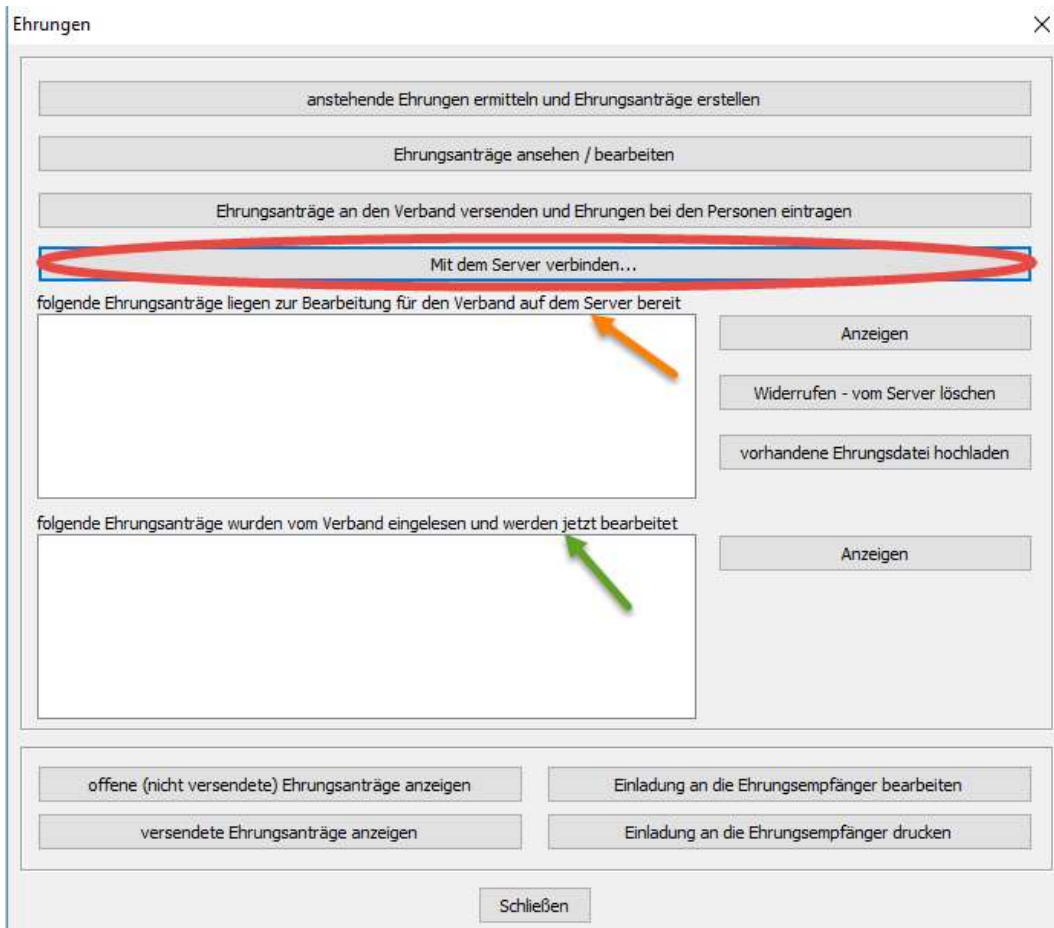 Ehrungen
anstehende Ehrungen ermitteln und Ehrungsanträge erstellen
Ehrungsanträge ansehen / bearbeiten
Ehrungsanträge an den Verband versenden und Ehrungen bei den Personen eintragen
Mit dem Server verbinden...
folgende Ehrungsanträge liegen zur Bearbeitung für den Verband auf dem Server bereit
Anzeigen
Widerrufen - vom Server löschen
vorhandene Ehrungsdatei hochladen
folgende Ehrungsanträge wurden vom Verband eingelesen und werden jetzt bearbeitet
Anzeigen
offene (nicht versendete) Ehrungsanträge anzeigen
Einladung an die Ehrungsempfänger bearbeiten
versendete Ehrungsanträge anzeigen
Einladung an die Ehrungsempfänger drucken
Schließen